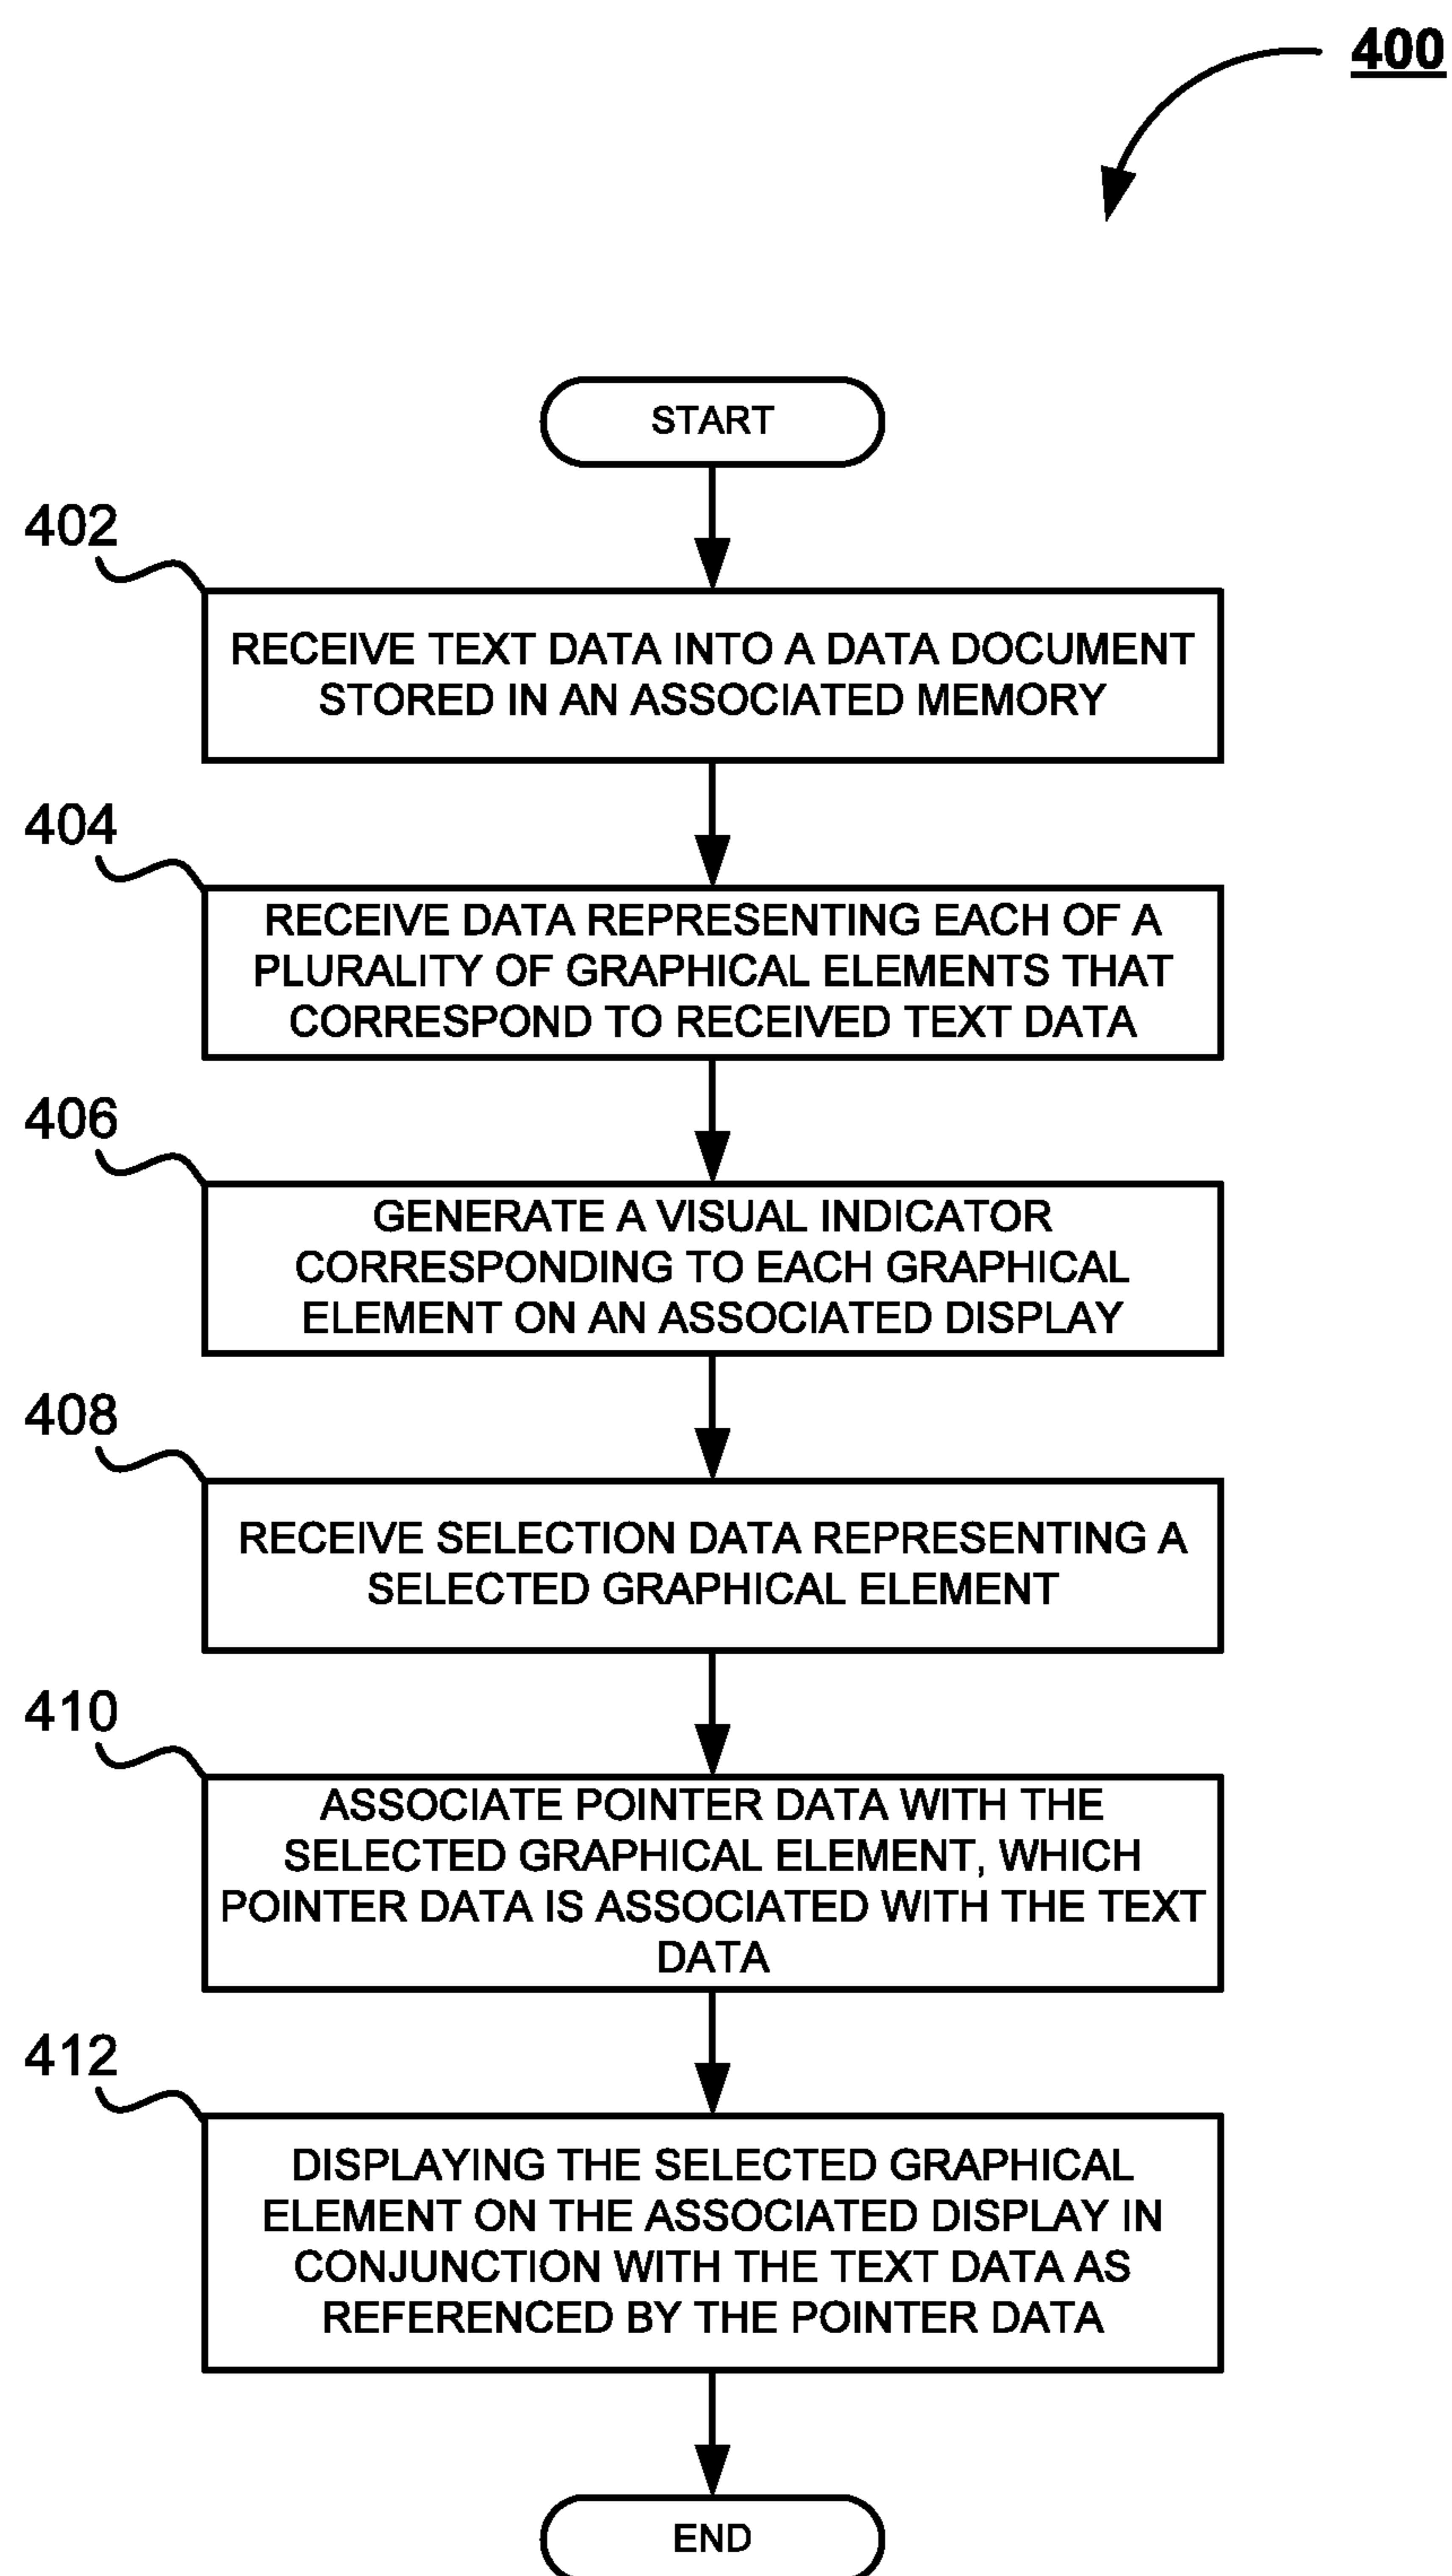 400
START
402
RECEIVE TEXT DATA INTO A DATA DOCUMENT
STORED IN AN ASSOCIATED MEMORY
404
RECEIVE DATA REPRESENTING EACH OF A
PLURALITY OF GRAPHICAL ELEMENTS THAT
CORRESPOND TO RECEIVED TEXT DATA
406
GENERATE A VISUAL INDICATOR
CORRESPONDING TO EACH GRAPHICAL
ELEMENT ON AN ASSOCIATED DISPLAY
408
RECEIVE SELECTION DATA REPRESENTING A
SELECTED GRAPHICAL ELEMENT
410
ASSOCIATE POINTER DATA WITH THE
SELECTED GRAPHICAL ELEMENT, WHICH
POINTER DATA IS ASSOCIATED WITH THE TEXT
DATA
412
DISPLAYING THE SELECTED GRAPHICAL
ELEMENT ON THE ASSOCIATED DISPLAY IN
CONJUNCTION WITH THE TEXT DATA AS
REFERENCED BY THE POINTER DATA
END